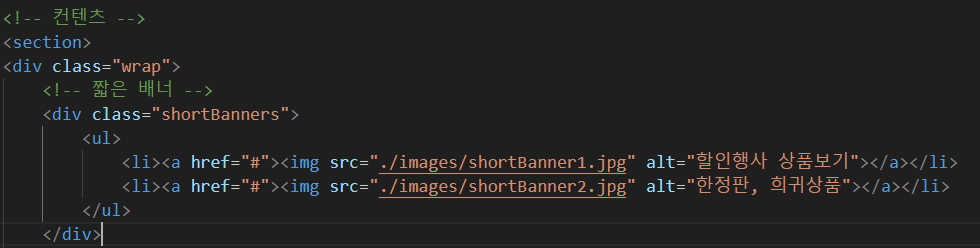 <!-- 컨텐츠 -->
<section>
<div class="wrap">
<!-- 짧은 배너 -->
<div class="shortBanners">
<ul>
<li><a href="#"><img src="./images/shortBanner1.jpg" alt="할인행사 상품보기"></a></li>
<li><a href="#"><img src="./images/shortBanner2.jpg" alt="한정판, 희귀상품"></a></li>
</ul>
</div>